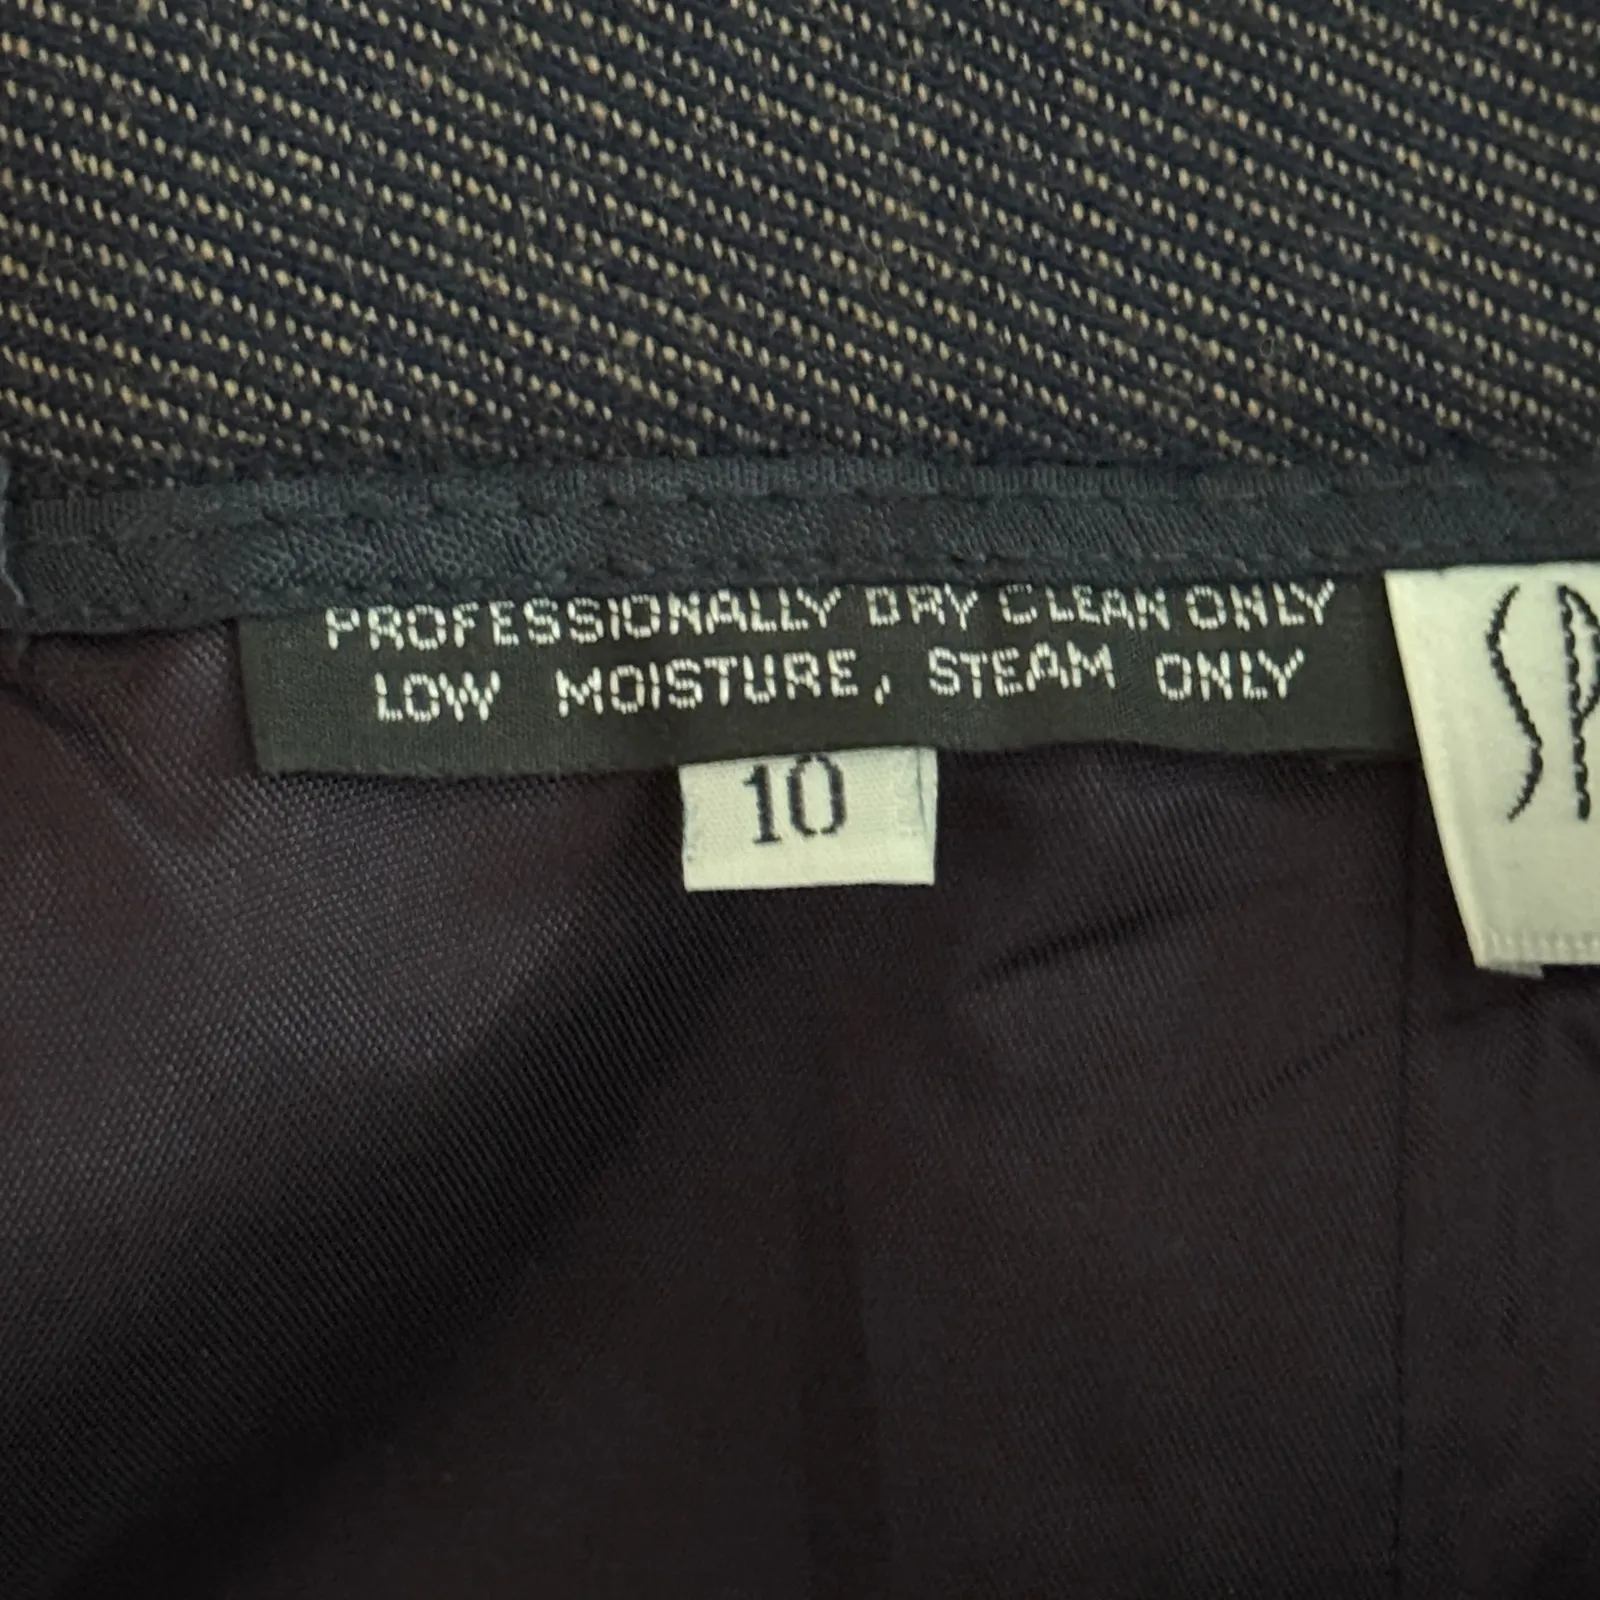 PROFESSIONALLY DRY CLEAN ONLY
LOW MOISTURE, STEAM ONLY
10